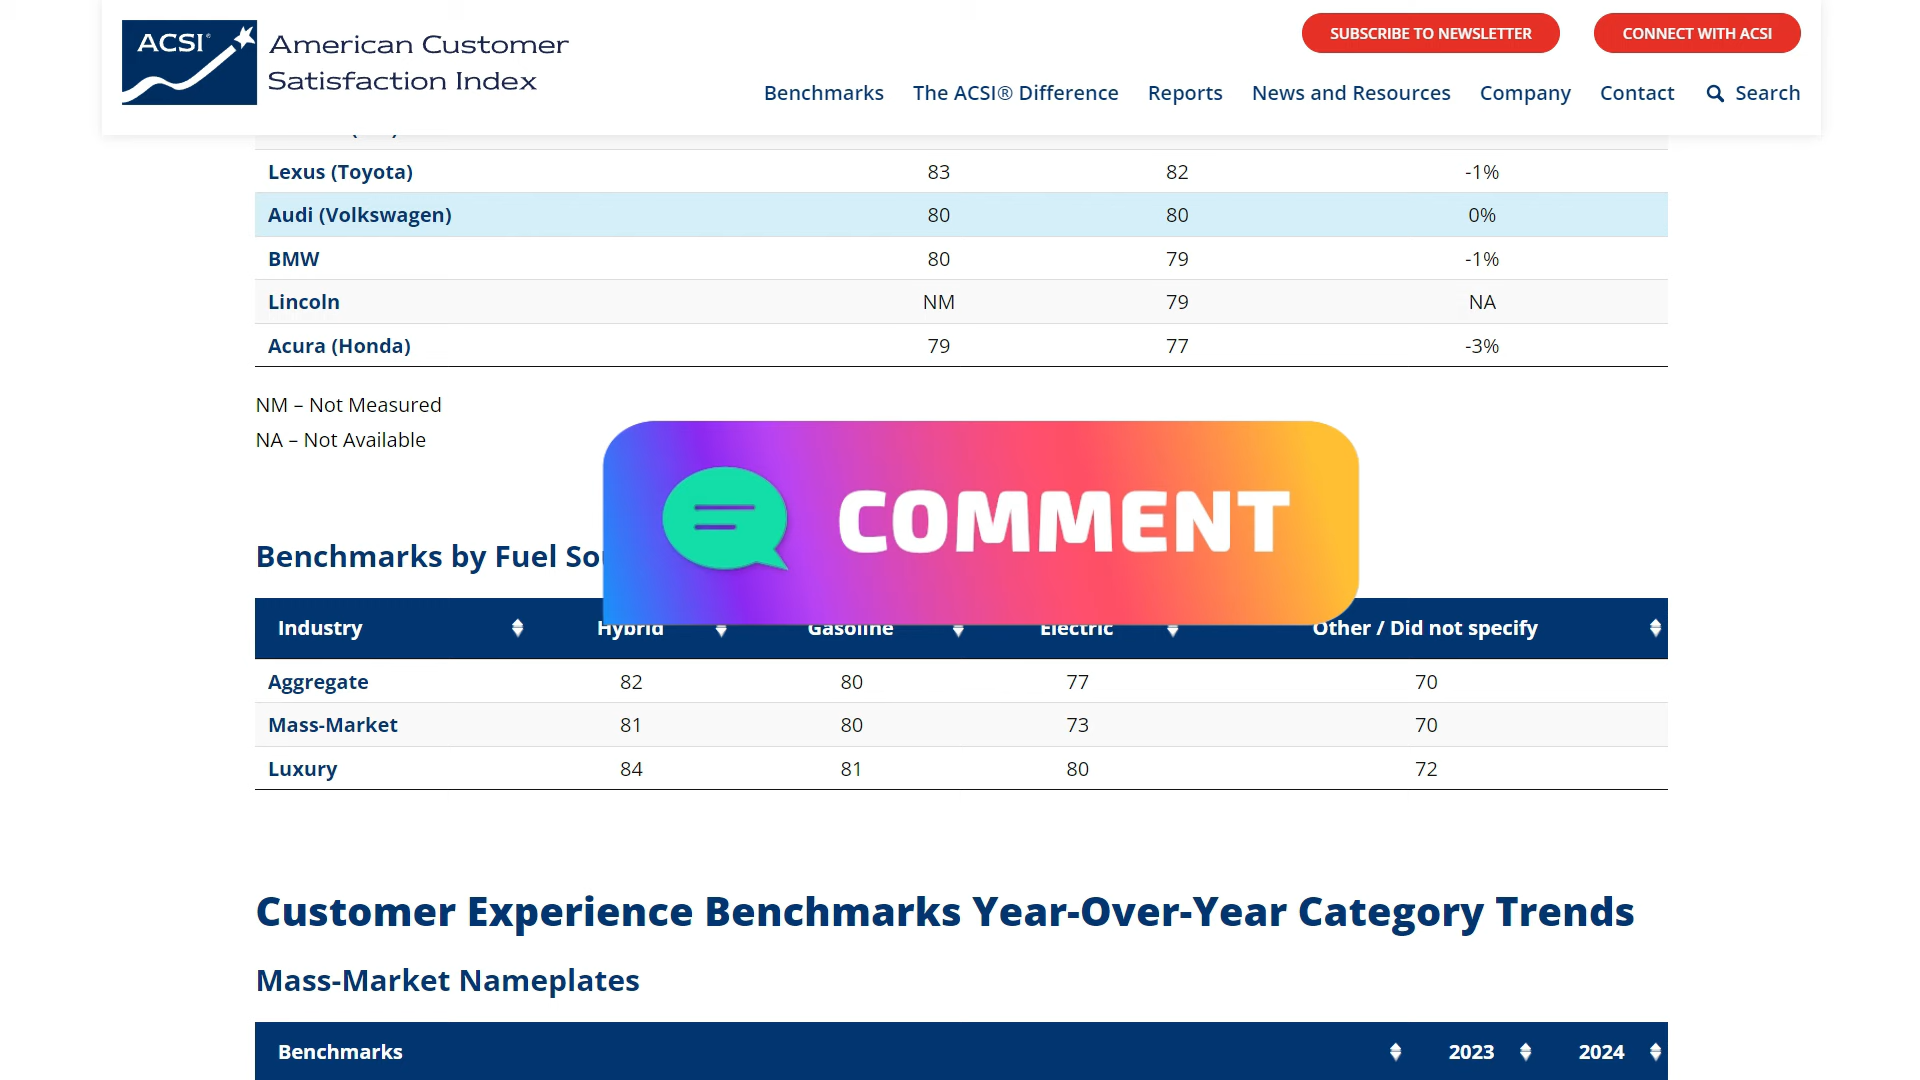 ACSI®
American Customer
Satisfaction Index
SUBSCRIBE TO NEWSLETTER
CONNECT WITH ACSI
Benchmarks The ACSI® Difference Reports News and Resources Company Contact Search
Lexus (Toyota) 83 82 -1%
Audi (Volkswagen) 80 80 0%
BMW 80 79 -1%
Lincoln NM 79 NA
Acura (Honda) 79 77 -3%
NM – Not Measured
NA – Not Available
COMMENT
Benchmarks by Fuel
Industry Hybrid Gasoline Electric Other / Did not specify
Aggregate 82 80 77 70
Mass-Market 81 80 73 70
Luxury 84 81 80 72
Customer Experience Benchmarks Year-Over-Year Category Trends
Mass-Market Nameplates
Benchmarks 2023 2024